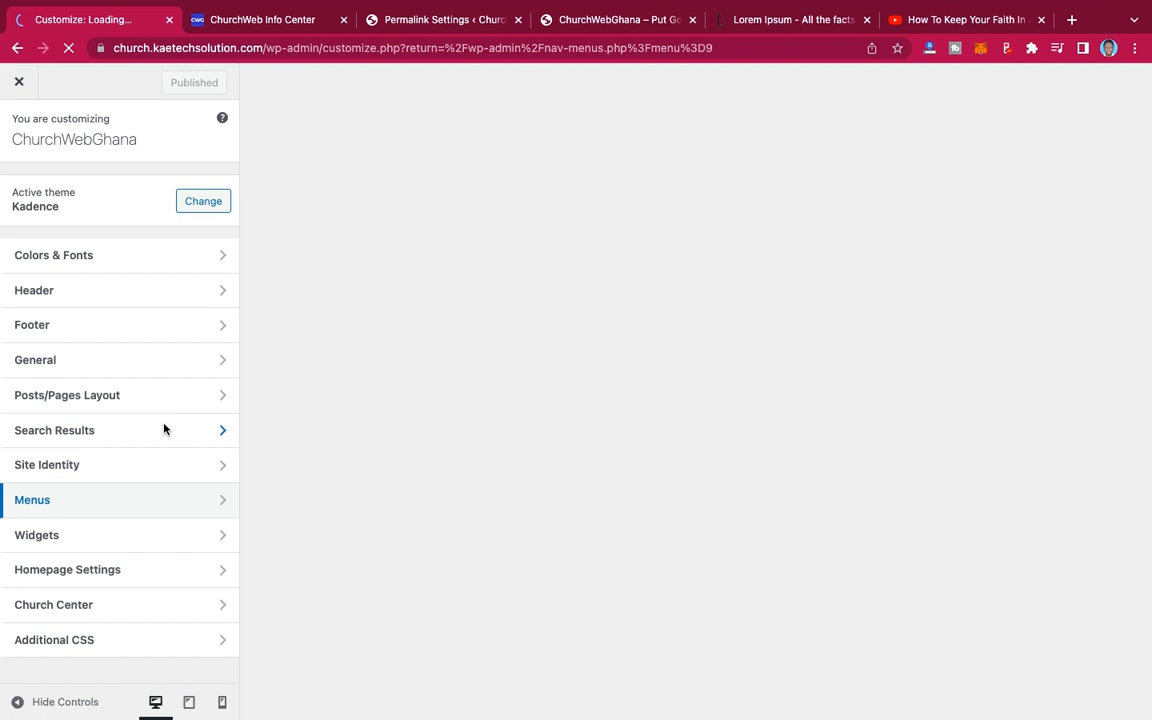 Customize: Loading...
ChurchWeb Info Center
Permalink Settings ‹ Churc
ChurchWebGhana – Put Go
Lorem Ipsum - All the facts
How To Keep Your Faith In
church.kaetechsolution.com/wp-admin/customize.php?return=%2Fwp-admin%2Fnav-menus.php%3Fmenu%3D9
Published
You are customizing
ChurchWebGhana
Active theme
Kadence
Change
Colors & Fonts
Header
Footer
General
Posts/Pages Layout
Search Results
Site Identity
Menus
Widgets
Homepage Settings
Church Center
Additional CSS
Hide Controls